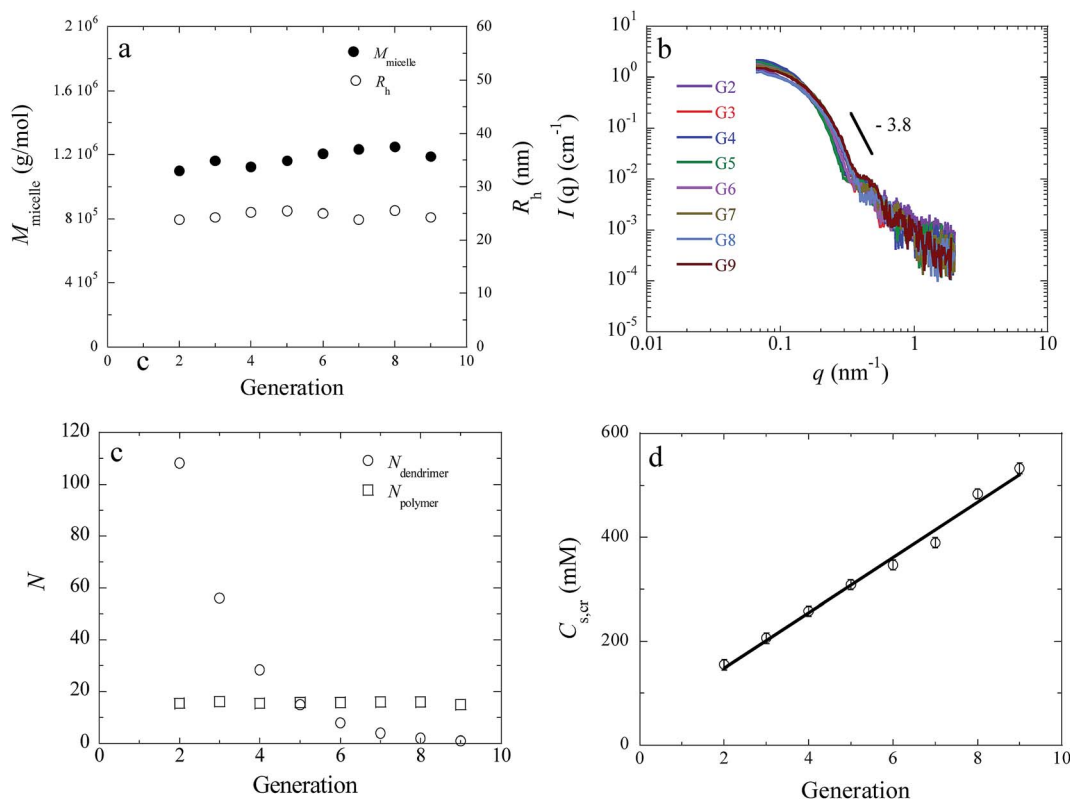 a
M_micelle
R_h
2 10^6
1.6 10^6
1.2 10^6
8 10^5
4 10^5
0
M_micelle (g/mol)
60
50
40
30
20
10
0
R_h (nm)
0 2 4 6 8 10
c
Generation
b
G2
G3
G4
G5
G6
G7
G8
G9
- 3.8
10^1
10^0
10^-1
10^-2
10^-3
10^-4
10^-5
I (q) (cm^-1)
0.01 0.1 1 10
q (nm^-1)
c
N_dendrimer
N_polymer
120
100
80
60
40
20
0
N
0 2 4 6 8 10
Generation
d
600
400
200
0
C_s,cr (mM)
0 2 4 6 8 10
Generation